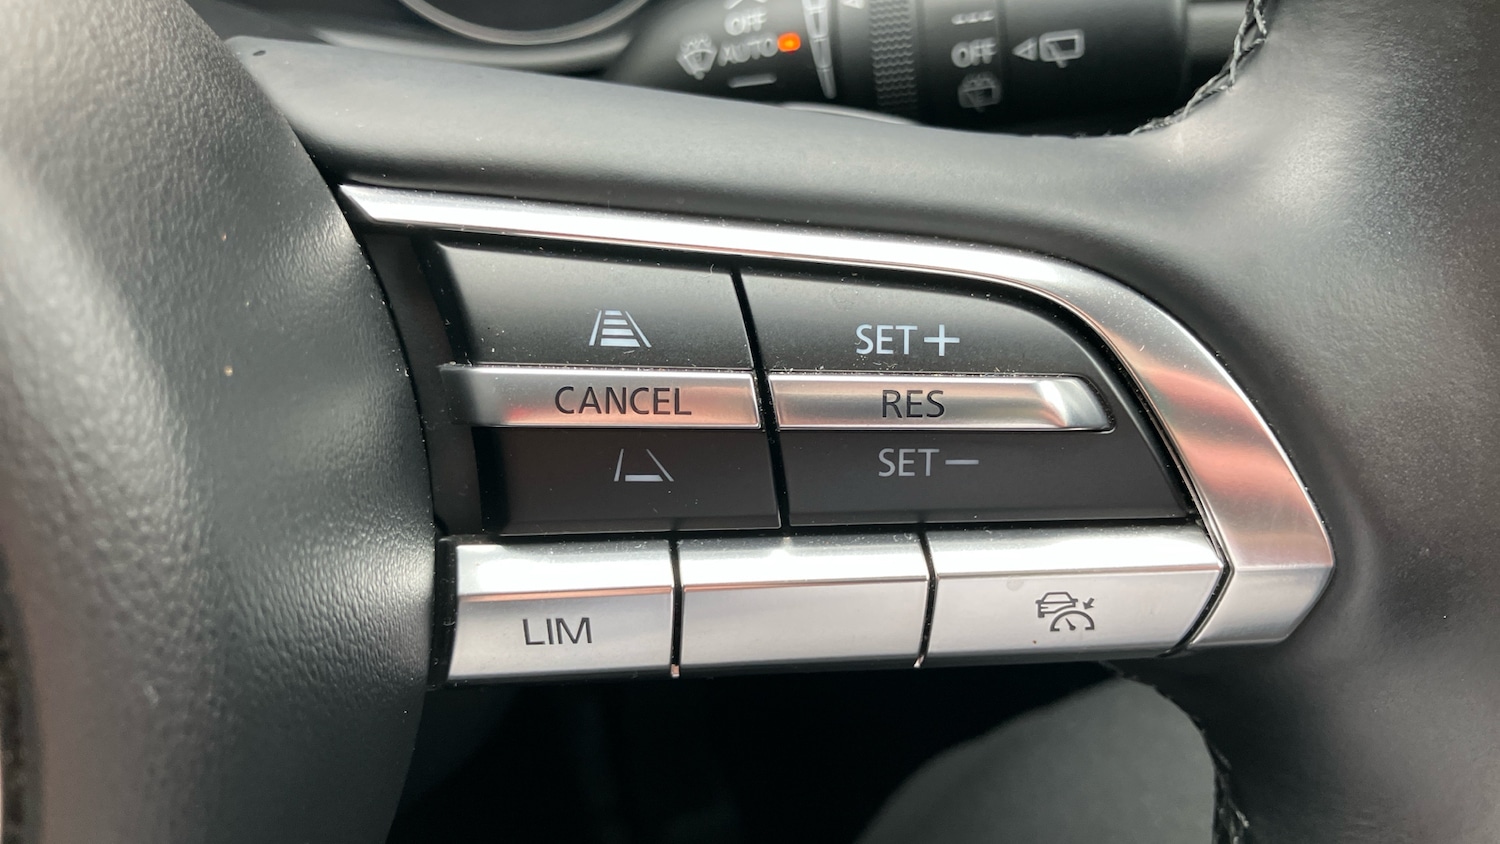 OFF
AUTO
OFF
SET+
CANCEL
RES
SET−
LIM